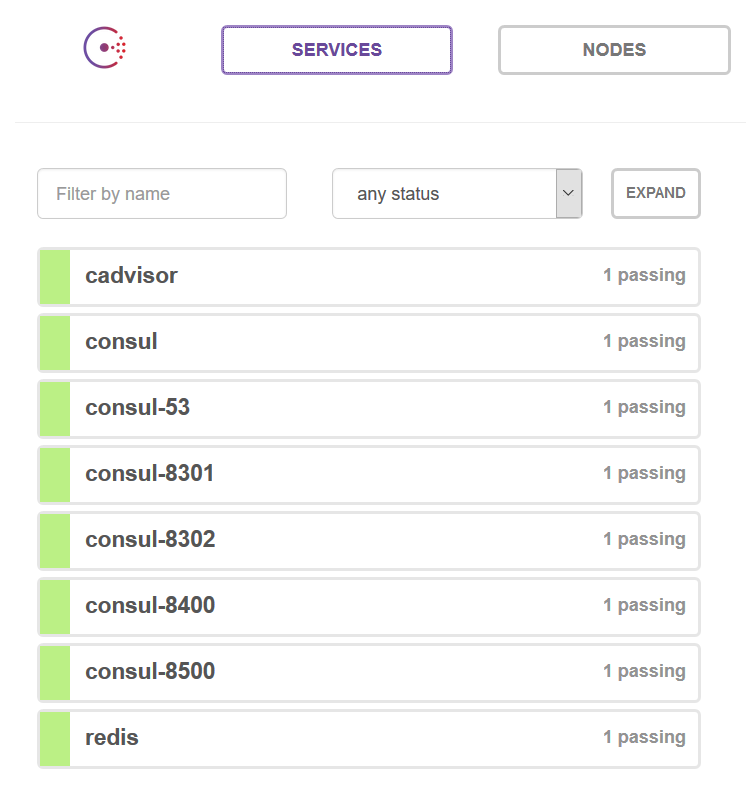 SERVICES NODES
Filter by name any status EXPAND
cadvisor 1 passing
consul 1 passing
consul-53 1 passing
consul-8301 1 passing
consul-8302 1 passing
consul-8400 1 passing
consul-8500 1 passing
redis 1 passing